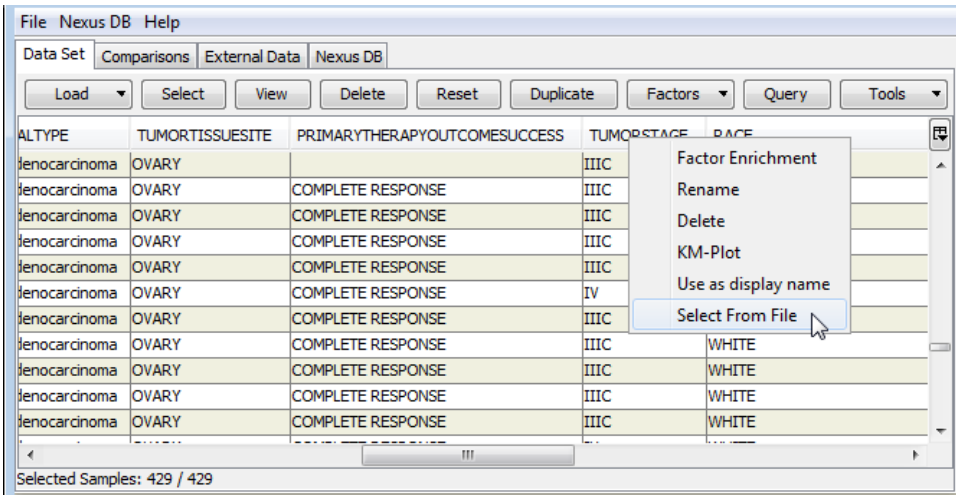 File Nexus DB Help
Data Set Comparisons External Data Nexus DB
Load Select View Delete Reset Duplicate Factors Query Tools
ALTYPE TUMORTISSUESITE PRIMARYTHERAPYOUTCOMESUCCESS TUMORSTAGE RACE
denocarcinoma OVARY IIIC
denocarcinoma OVARY COMPLETE RESPONSE IIIC
denocarcinoma OVARY COMPLETE RESPONSE IIIC
denocarcinoma OVARY COMPLETE RESPONSE IIIC
denocarcinoma OVARY COMPLETE RESPONSE IIIC
denocarcinoma OVARY COMPLETE RESPONSE IV
denocarcinoma OVARY COMPLETE RESPONSE IIIC
denocarcinoma OVARY COMPLETE RESPONSE IIIC WHITE
denocarcinoma OVARY COMPLETE RESPONSE IIIC WHITE
denocarcinoma OVARY COMPLETE RESPONSE IIIC WHITE
denocarcinoma OVARY COMPLETE RESPONSE IIIC WHITE
Factor Enrichment
Rename
Delete
KM-Plot
Use as display name
Select From File
Selected Samples: 429 / 429